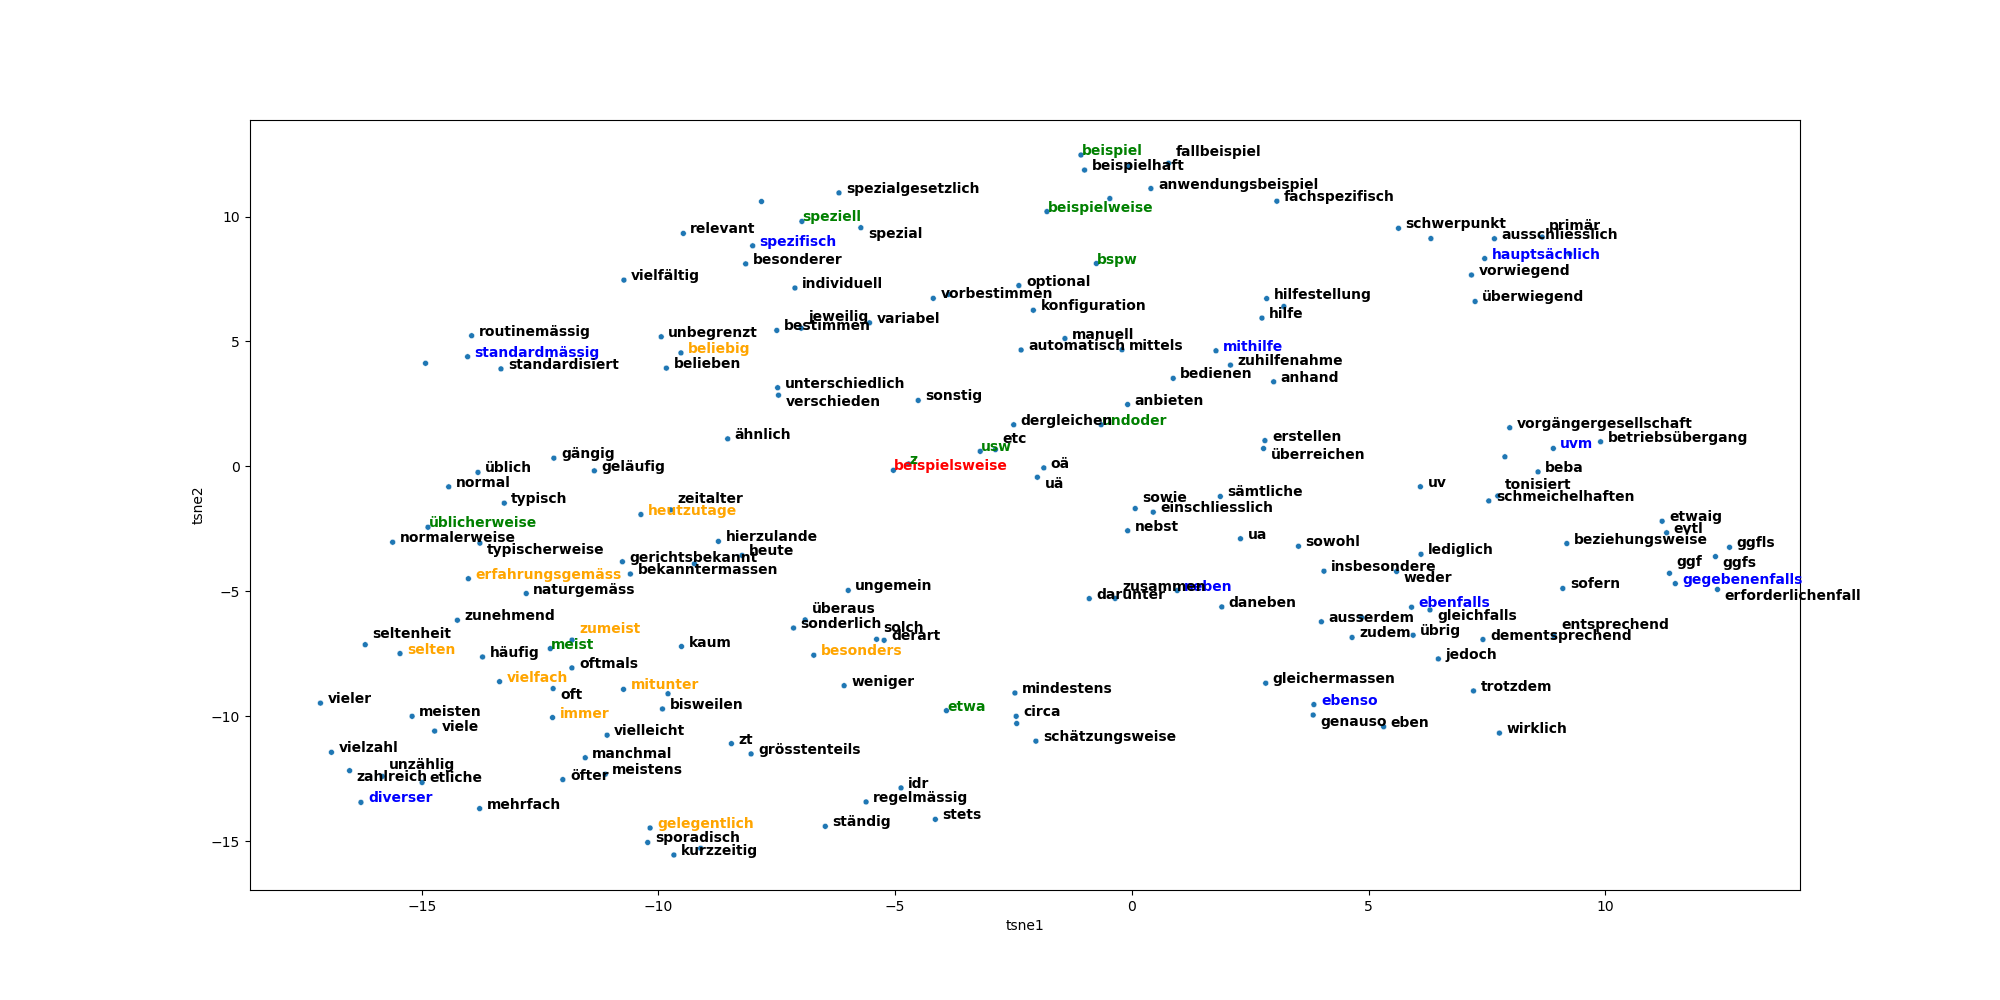 beispiel
fallbeispiel
beispielhaft
anwendungsbeispiel
spezialgesetzlich
fachspezifisch
beispielweise
speziell
schwerpunkt
primär
relevant
spezial
ausschliesslich
spezifisch
hauptsächlich
besonderer
bspw
vorwiegend
vielfältig
individuell
optional
vorbestimmen
hilfestellung
überwiegend
konfiguration
jeweilig
variabel
hilfe
bestimmen
routinemässig
unbegrenzt
manuell
standardmässig
beliebig
automatisch
mittels
mithilfe
standardisiert
belieben
zuhilfenahme
bedienen
anhand
unterschiedlich
verschieden
sonstig
anbieten
dergleichen
undoder
vorgängergesellschaft
ähnlich
etc
erstellen
betriebsübergang
usw
uvm
gängig
überreichen
z
beispielsweise
oä
üblich
geläufig
beba
normal
uä
uv
tonisiert
typisch
zeitalter
sowie
sämtliche
schmeichelhaften
heutzutage
einschliesslich
üblicherweise
nebst
etwaig
normalerweise
hierzulande
ua
evtl
typischerweise
heute
sowohl
lediglich
beziehungsweise
ggfls
gerichtsbekannt
bekanntermassen
insbesondere
weder
ggf
ggfs
erfahrungsgemäss
naturgemäss
ungemein
zusammen
neben
darunter
sofern
gegebenenfalls
erforderlichenfall
zunehmend
überaus
daneben
ebenfalls
seltenheit
zumeist
sonderlich
solch
derart
ausserdem
gleichfalls
entsprechend
selten
häufig
meist
kaum
besonders
zudem
übrig
dementsprechend
oftmals
jedoch
vielfach
mitunter
weniger
gleichermassen
trotzdem
vieler
oft
bisweilen
etwa
mindestens
ebenso
meisten
immer
circa
genauso
eben
viele
vielleicht
zt
schätzungsweise
wirklich
vielzahl
manchmal
grösstenteils
unzählig
zahlreich
etliche
öfter
meistens
diverser
mehrfach
idr
regelmässig
gelegentlich
ständig
stets
sporadisch
kurzzeitig
10
5
0
−5
−10
−15
tsne2
−15
−10
−5
0
5
10
tsne1